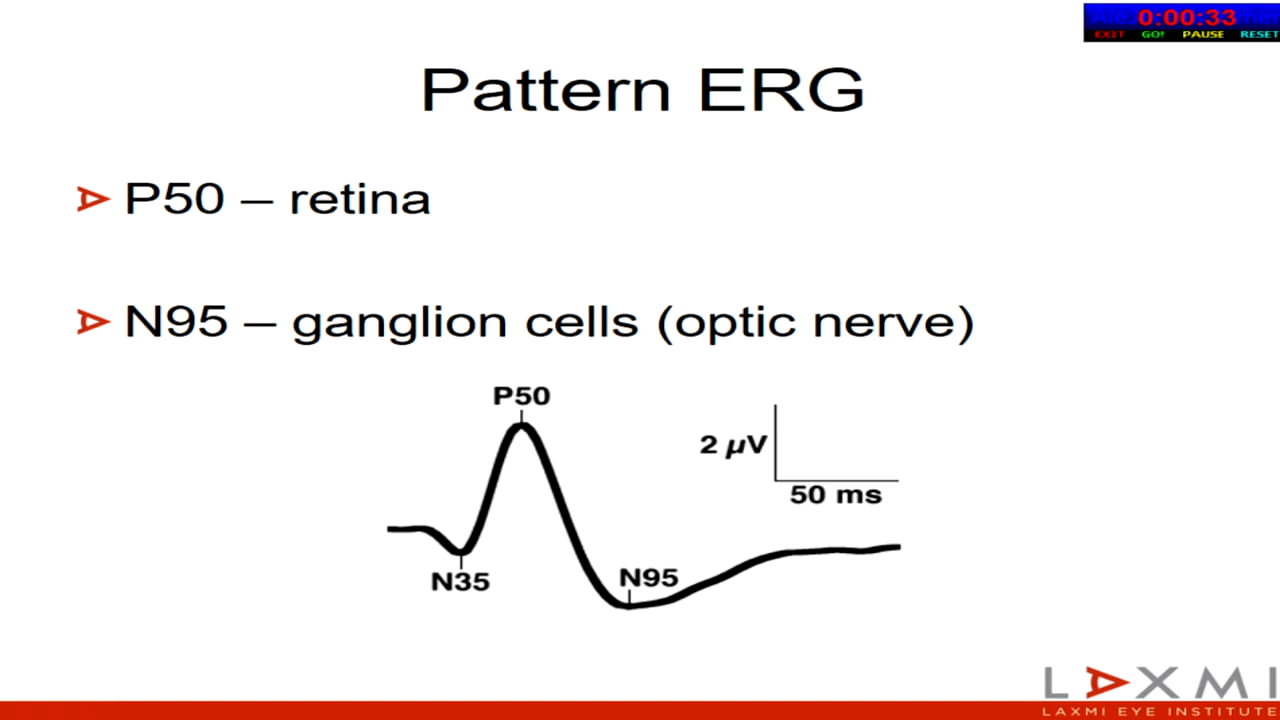 0:00:33
EXIT GO! PAUSE RESET
Pattern ERG
P50 – retina
N95 – ganglion cells (optic nerve)
P50
2 µV
50 ms
N35
N95
LAXMI
LAXMI EYE INSTITUTE